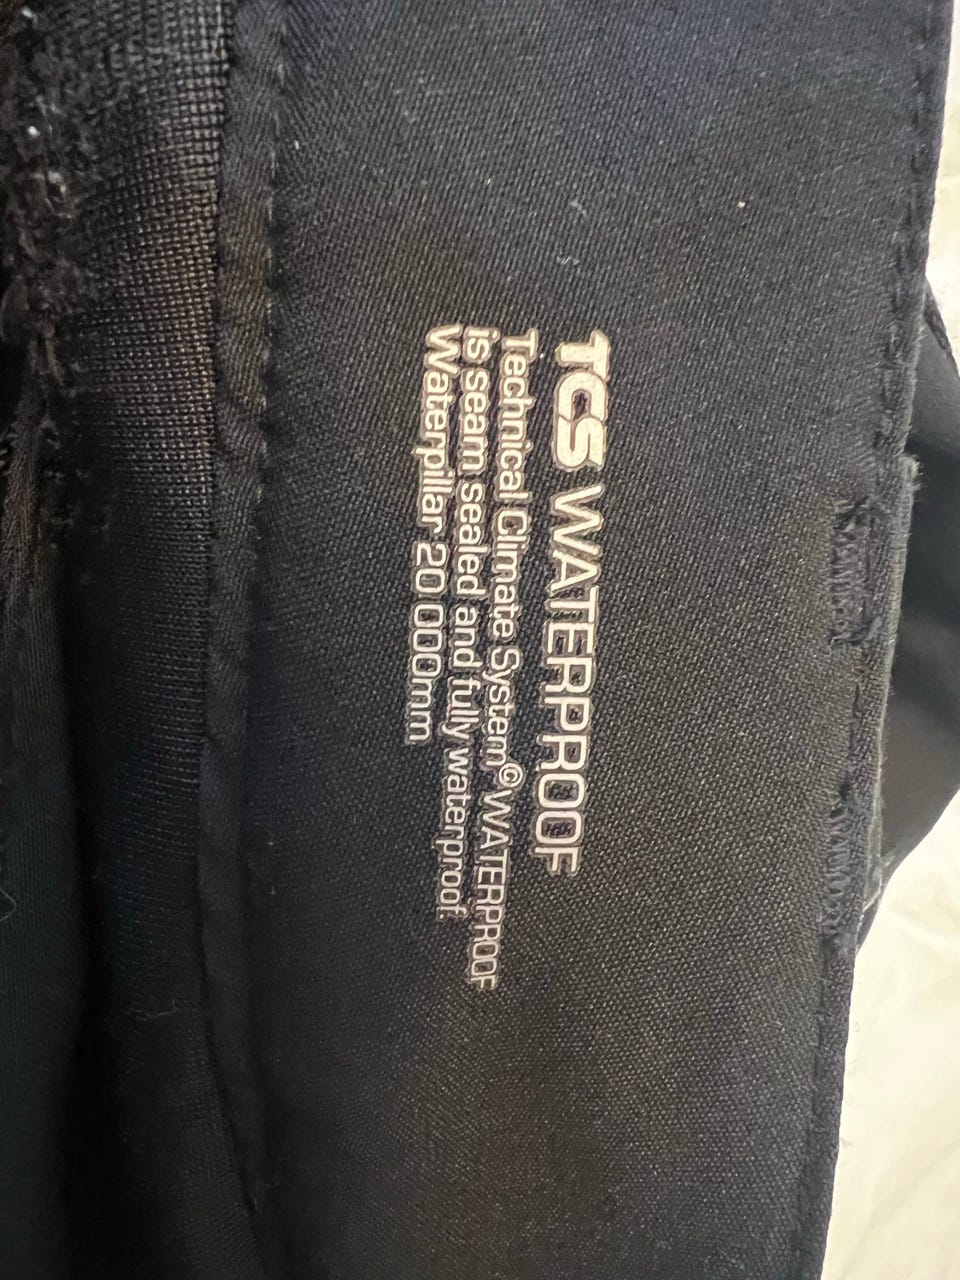 TCS WATERPROOF
Technical Climate System© WATERPROOF
is seam sealed and fully waterproof.
Waterpillar 20 000mm